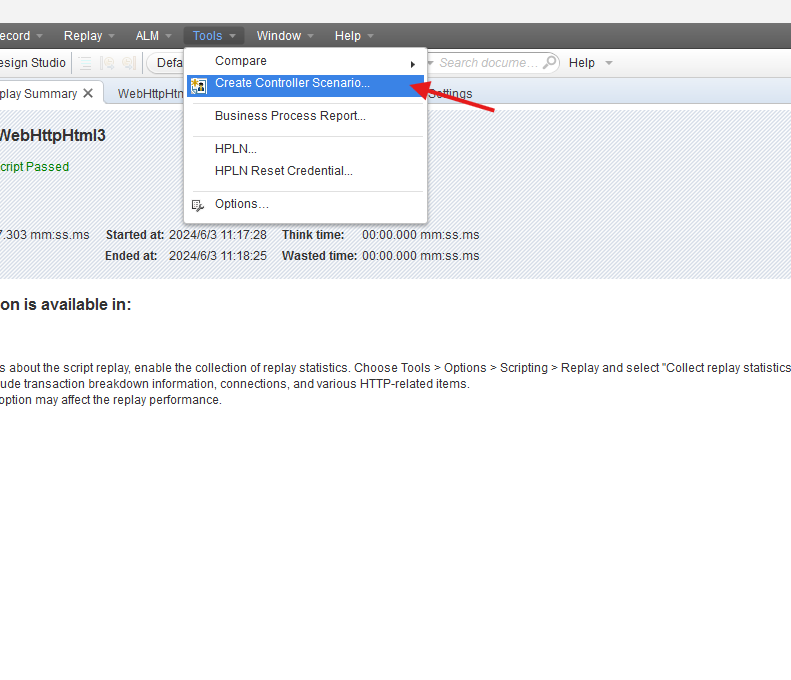 ecord Replay ALM Tools Window Help
esign Studio Defa Search docume... Help
play Summary WebHttpHtm Settings
Compare
Create Controller Scenario...
Business Process Report...
HPLN...
HPLN Reset Credential...
Options...
WebHttpHtml3
cript Passed
7.303 mm:ss.ms Started at: 2024/6/3 11:17:28 Think time: 00:00.000 mm:ss.ms
Ended at: 2024/6/3 11:18:25 Wasted time: 00:00.000 mm:ss.ms
on is available in:
s about the script replay, enable the collection of replay statistics. Choose Tools > Options > Scripting > Replay and select "Collect replay statistics
ude transaction breakdown information, connections, and various HTTP-related items.
option may affect the replay performance.